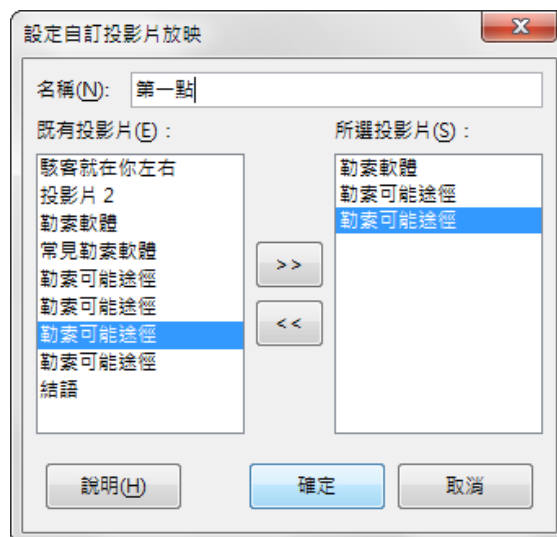 設定自訂投影片放映
名稱(N): 第一點
既有投影片(E)：
所選投影片(S)：
駭客就在你左右
投影片 2
勒索軟體
常見勒索軟體
勒索可能途徑
勒索可能途徑
勒索可能途徑
勒索可能途徑
結語
>>
<<
勒索軟體
勒索可能途徑
勒索可能途徑
說明(H)
確定
取消